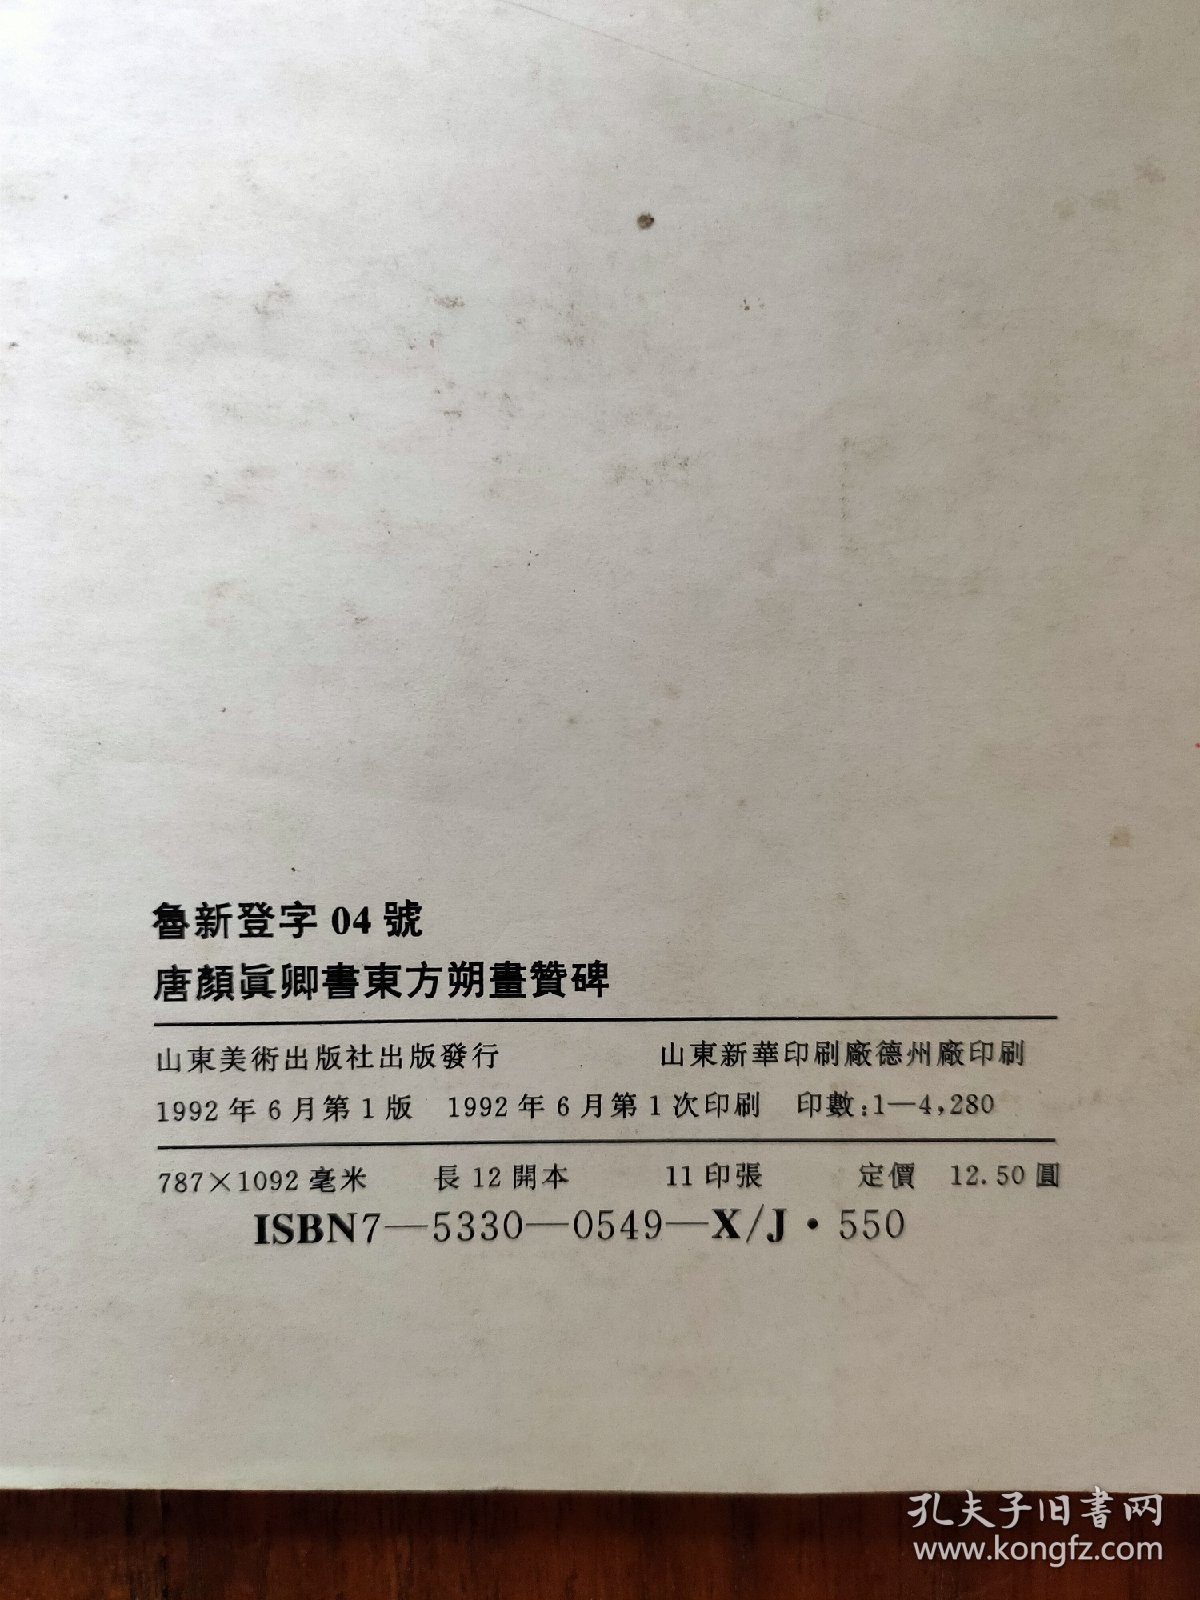 魯新登字 04 號
唐顏眞卿書東方朔畫贊碑
山東美術出版社出版發行 山東新華印刷廠德州廠印刷
1992 年 6 月第 1 版 1992 年 6 月第 1 次印刷 印數:1—4,280
787×1092 毫米 長 12 開本 11 印張 定價 12.50 圓
ISBN7—5330—0549—X/J·550
孔夫子旧书网
www.kongfz.com